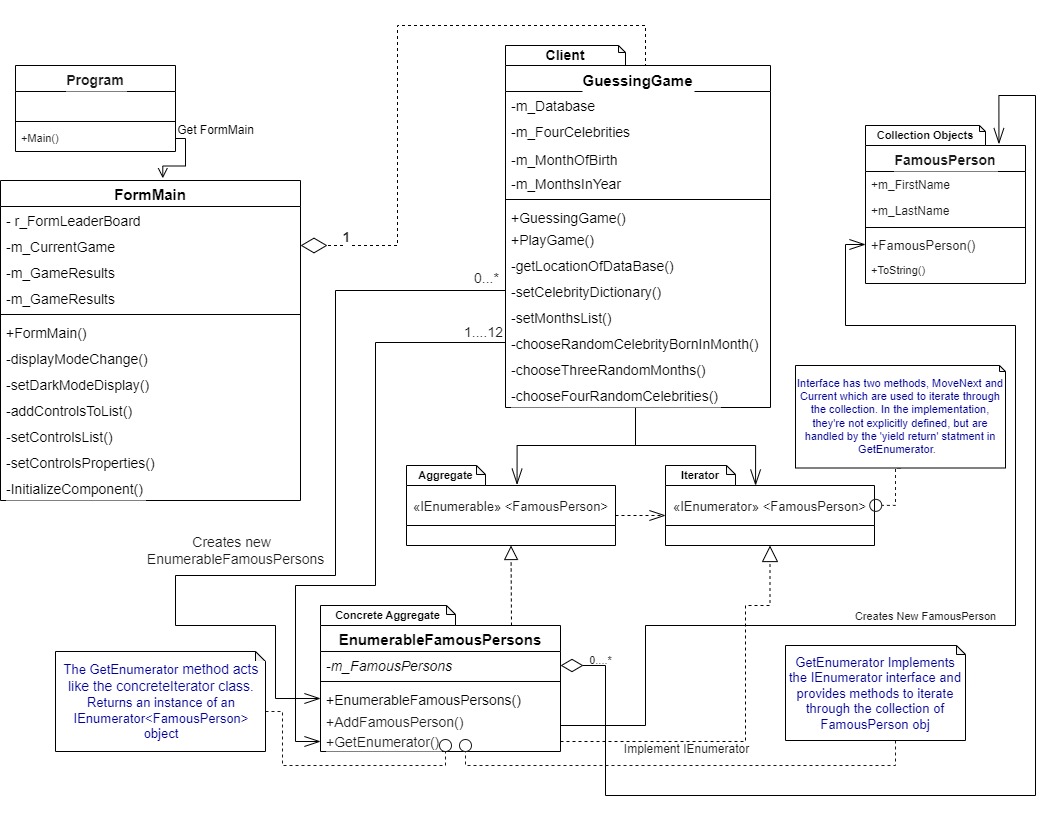 Program
+Main()
Get FormMain
FormMain
- r_FormLeaderBoard
-m_CurrentGame
-m_GameResults
-m_GameResults
+FormMain()
-displayModeChange()
-setDarkModeDisplay()
-addControlsToList()
-setControlsList()
-setControlsProperties()
-InitializeComponent()
1
Client
GuessingGame
-m_Database
-m_FourCelebrities
-m_MonthOfBirth
-m_MonthsInYear
+GuessingGame()
+PlayGame()
-getLocationOfDataBase()
-setCelebrityDictionary()
-setMonthsList()
-chooseRandomCelebrityBornInMonth()
-chooseThreeRandomMonths()
-chooseFourRandomCelebrities()
0...*
1....12
Collection Objects
FamousPerson
+m_FirstName
+m_LastName
+FamousPerson()
+ToString()
Interface has two methods, MoveNext and
Current which are used to iterate through
the collection. In the implementation,
they're not explicitly defined, but are
handled by the 'yield return' statment in
GetEnumerator.
Aggregate
«IEnumerable» <FamousPerson>
Iterator
«IEnumerator» <FamousPerson>
Creates new
EnumerableFamousPersons
Concrete Aggregate
EnumerableFamousPersons
-m_FamousPersons
+EnumerableFamousPersons()
+AddFamousPerson()
+GetEnumerator()
0....*
Creates New FamousPerson
Implement IEnumerator
The GetEnumerator method acts
like the concreteIterator class.
Returns an instance of an
IEnumerator<FamousPerson>
object
GetEnumerator Implements
the IEnumerator interface and
provides methods to iterate
through the collection of
FamousPerson obj